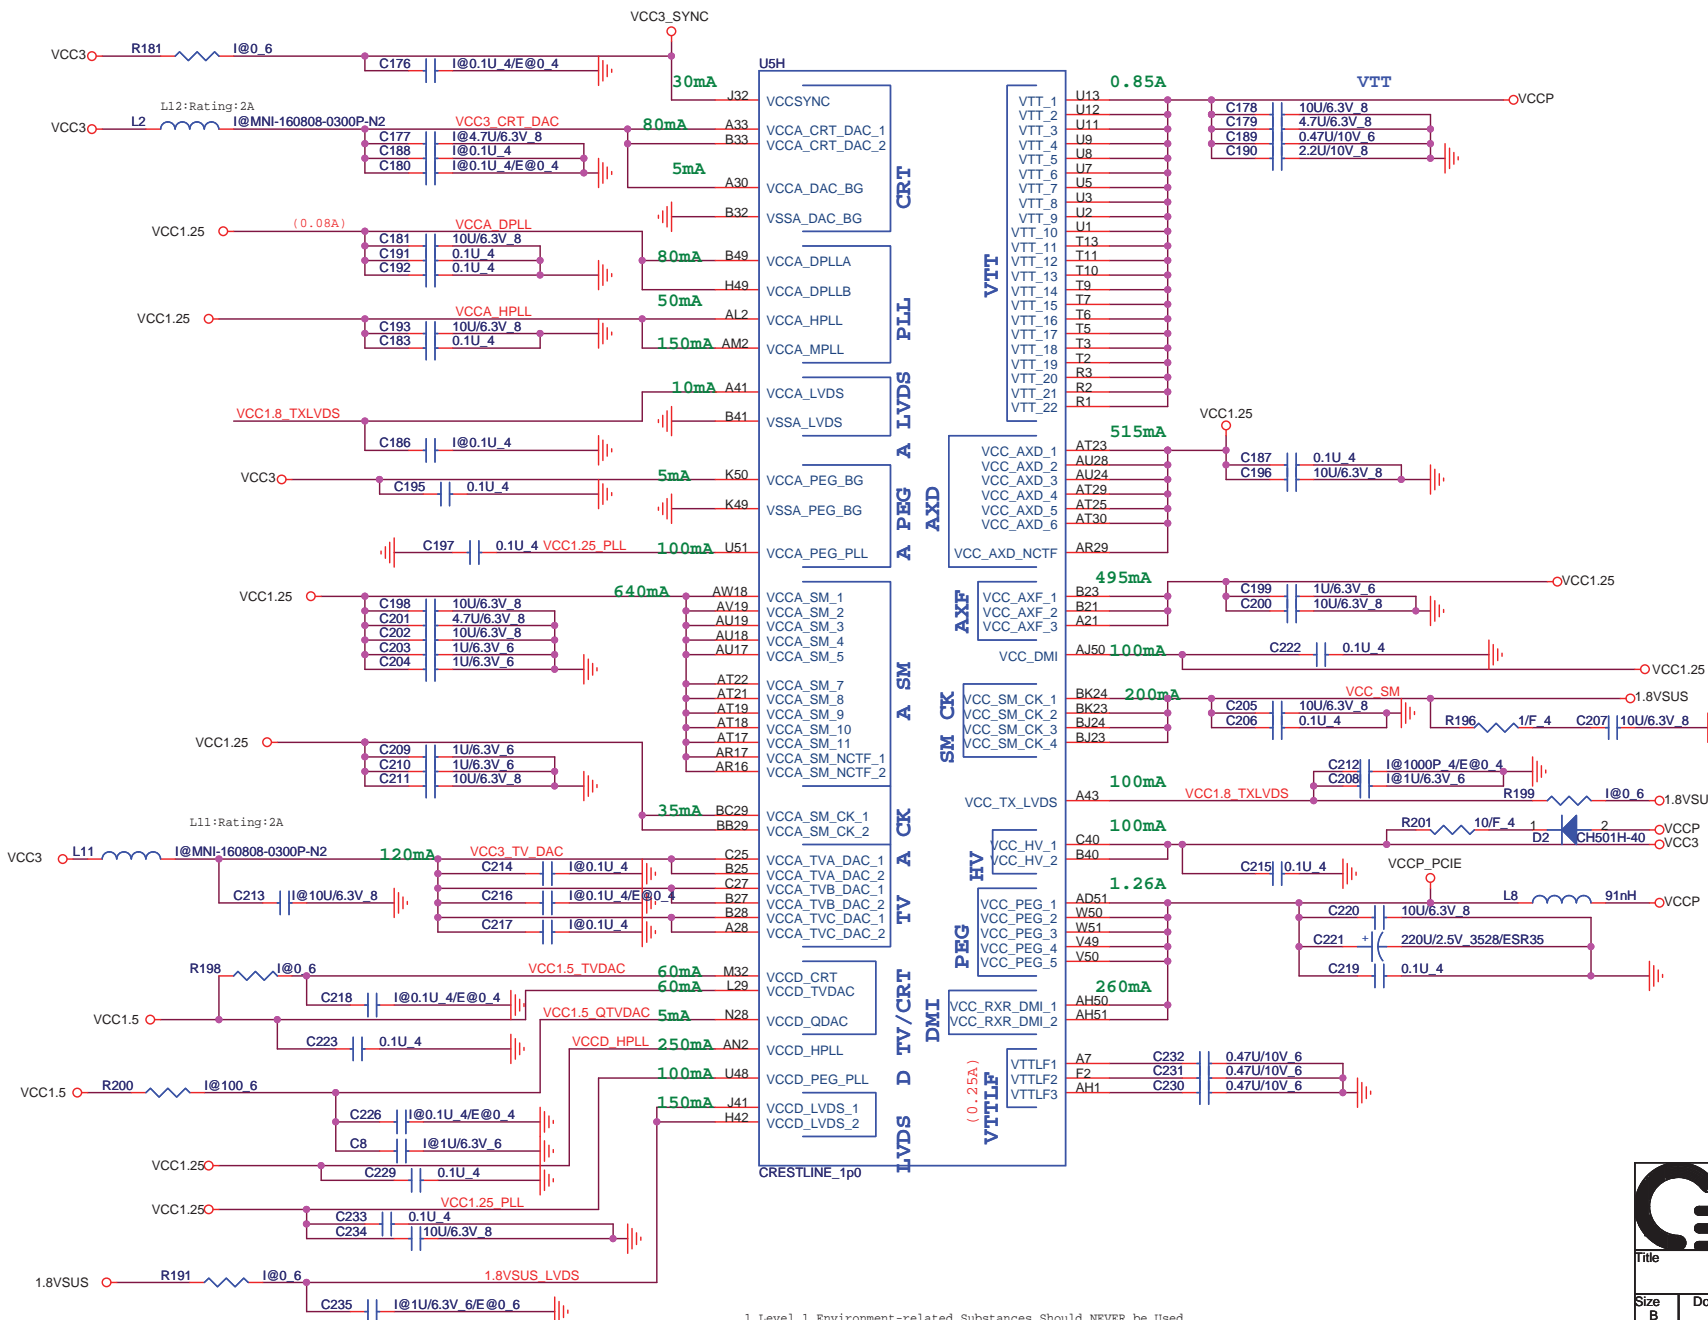 VCC3_SYNC
VCC3 R181 I@0_6
C176 I@0.1U_4/E@0_4
30mA
L12:Rating:2A
VCC3 L2 I@MNI-160808-0300P-N2 VCC3_CRT_DAC 80mA
C177 I@4.7U/6.3V_8
C188 I@0.1U_4
C180 I@0.1U_4/E@0_4
5mA
VCC1.25 (0.08A) VCCA_DPLL
C181 10U/6.3V_8
C191 0.1U_4
C192 0.1U_4
80mA
50mA
VCC1.25 VCCA_HPLL
C193 10U/6.3V_8
C183 0.1U_4
150mA
10mA
VCC1.8_TXLVDS
C186 I@0.1U_4
VCC3 5mA
C195 0.1U_4
C197 0.1U_4 VCC1.25_PLL 100mA
VCC1.25 640mA
C198 10U/6.3V_8
C201 4.7U/6.3V_8
C202 10U/6.3V_8
C203 1U/6.3V_6
C204 1U/6.3V_6
VCC1.25
C209 1U/6.3V_6
C210 1U/6.3V_6
C211 10U/6.3V_8
35mA
L11:Rating:2A
VCC3 L11 I@MNI-160808-0300P-N2 120mA VCC3_TV_DAC
C214 I@0.1U_4
C213 I@10U/6.3V_8
C216 I@0.1U_4/E@0_4
C217 I@0.1U_4
R198 I@0_6 VCC1.5_TVDAC 60mA
60mA
C218 I@0.1U_4/E@0_4
VCC1.5 VCC1.5_QTVDAC 5mA
C223 0.1U_4
VCCD_HPLL 250mA
100mA
VCC1.5 R200 I@100_6
150mA
C226 I@0.1U_4/E@0_4
C8 I@1U/6.3V_6
VCC1.25
C229 0.1U_4
VCC1.25 VCC1.25_PLL
C233 0.1U_4
C234 10U/6.3V_8
1.8VSUS R191 I@0_6 1.8VSUS_LVDS
C235 I@1U/6.3V_6/E@0_6
U5H
J32 VCCSYNC
A33 VCCA_CRT_DAC_1
B33 VCCA_CRT_DAC_2
A30 VCCA_DAC_BG
B32 VSSA_DAC_BG
CRT
B49 VCCA_DPLLA
H49 VCCA_DPLLB
AL2 VCCA_HPLL
AM2 VCCA_MPLL
PLL
A41 VCCA_LVDS
B41 VSSA_LVDS
A LVDS
K50 VCCA_PEG_BG
K49 VSSA_PEG_BG
U51 VCCA_PEG_PLL
A PEG
AW18 VCCA_SM_1
AV19 VCCA_SM_2
AU19 VCCA_SM_3
AU18 VCCA_SM_4
AU17 VCCA_SM_5
AT22 VCCA_SM_7
AT21 VCCA_SM_8
AT19 VCCA_SM_9
AT18 VCCA_SM_10
AT17 VCCA_SM_11
AR17 VCCA_SM_NCTF_1
AR16 VCCA_SM_NCTF_2
A SM
BC29 VCCA_SM_CK_1
BB29 VCCA_SM_CK_2
A CK
C25 VCCA_TVA_DAC_1
B25 VCCA_TVA_DAC_2
C27 VCCA_TVB_DAC_1
B27 VCCA_TVB_DAC_2
B28 VCCA_TVC_DAC_1
A28 VCCA_TVC_DAC_2
TV
M32 VCCD_CRT
L29 VCCD_TVDAC
N28 VCCD_QDAC
AN2 VCCD_HPLL
U48 VCCD_PEG_PLL
D TV/CRT
J41 VCCD_LVDS_1
H42 VCCD_LVDS_2
LVDS
CRESTLINE_1p0
VTT_1 U13
VTT_2 U12
VTT_3 U11
VTT_4 U9
VTT_5 U8
VTT_6 U7
VTT_7 U5
VTT_8 U3
VTT_9 U2
VTT_10 U1
VTT_11 T13
VTT_12 T11
VTT_13 T10
VTT_14 T9
VTT_15 T7
VTT_16 T6
VTT_17 T5
VTT_18 T3
VTT_19 T2
VTT_20 R3
VTT_21 R2
VTT_22 R1
VTT
VCC_AXD_1 AT23
VCC_AXD_2 AU28
VCC_AXD_3 AU24
VCC_AXD_4 AT29
VCC_AXD_5 AT25
VCC_AXD_6 AT30
VCC_AXD_NCTF AR29
AXD
VCC_AXF_1 B23
VCC_AXF_2 B21
VCC_AXF_3 A21
AXF
VCC_DMI AJ50
VCC_SM_CK_1 BK24
VCC_SM_CK_2 BK23
VCC_SM_CK_3 BJ24
VCC_SM_CK_4 BJ23
SM CK
VCC_TX_LVDS A43
VCC_HV_1 C40
VCC_HV_2 B40
HV
VCC_PEG_1 AD51
VCC_PEG_2 W50
VCC_PEG_3 W51
VCC_PEG_4 V49
VCC_PEG_5 V50
PEG
VCC_RXR_DMI_1 AH50
VCC_RXR_DMI_2 AH51
DMI
VTTLF1 A7
VTTLF2 F2
VTTLF3 AH1
VTTLF
(0.25A)
0.85A VTT
VCCP
C178 10U/6.3V_8
C179 4.7U/6.3V_8
C189 0.47U/10V_6
C190 2.2U/10V_8
VCC1.25
515mA
C187 0.1U_4
C196 10U/6.3V_8
495mA VCC1.25
C199 1U/6.3V_6
C200 10U/6.3V_8
100mA C222 0.1U_4
VCC1.25
200mA VCC_SM 1.8VSUS
C205 10U/6.3V_8
C206 0.1U_4
R196 1/F_4 C207 10U/6.3V_8
C212 I@1000P_4/E@0_4
C208 I@1U/6.3V_6
100mA VCC1.8_TXLVDS R199 I@0_6 1.8VSU
100mA R201 10/F_4 1 2 VCCP
D2 CH501H-40 VCC3
C215 0.1U_4
VCCP_PCIE
1.26A L8 91nH VCCP
C220 10U/6.3V_8
C221 + 220U/2.5V_3528/ESR35
C219 0.1U_4
260mA
C232 0.47U/10V_6
C231 0.47U/10V_6
C230 0.47U/10V_6
Title
Size Do
B
1.Level 1 Environment-related Substances Should NEVER be Used